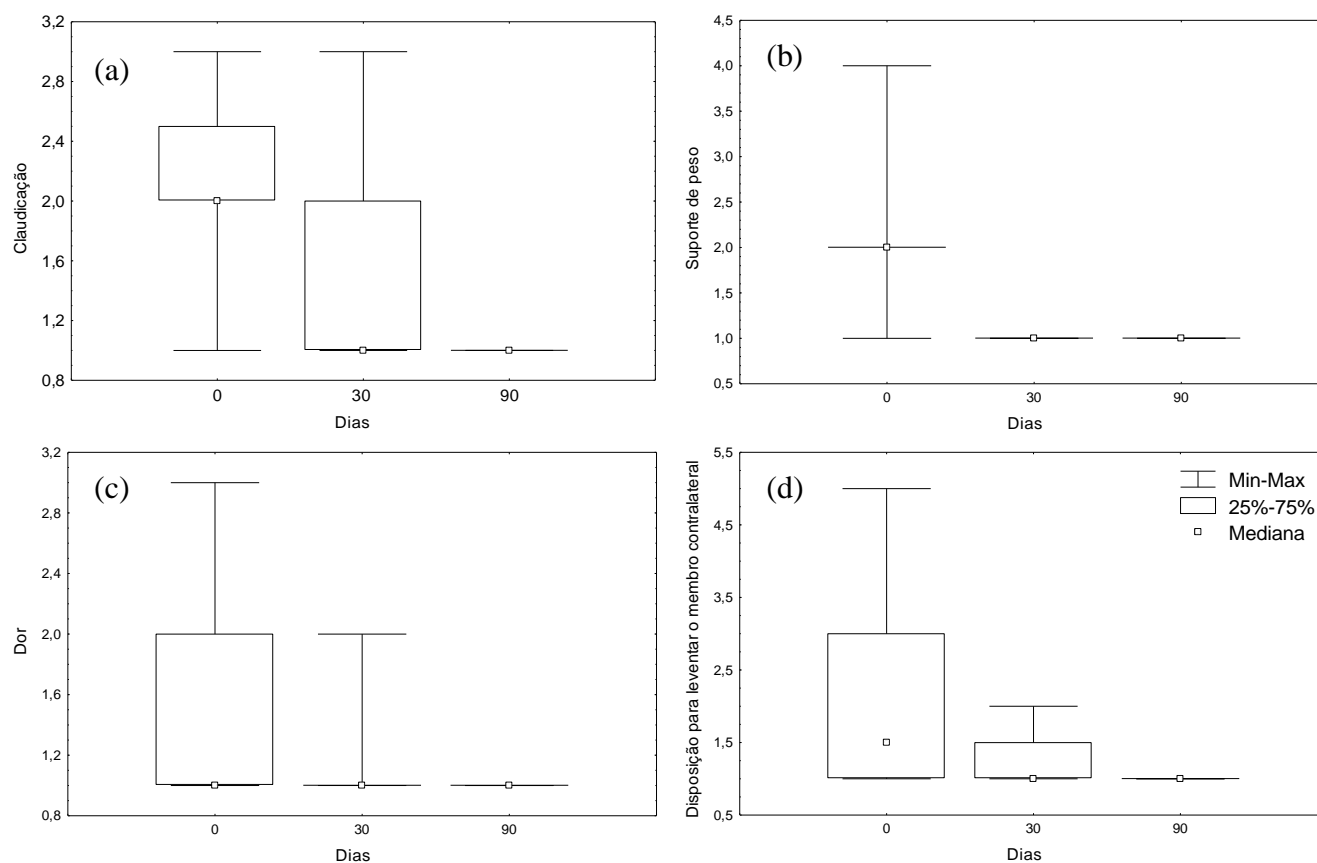 (a)
Claudicação
3,2
2,8
2,4
2,0
1,6
1,2
0,8
0 30 90
Dias
(b)
Suporte de peso
4,5
4,0
3,5
3,0
2,5
2,0
1,5
1,0
0,5
0 30 90
Dias
(c)
Dor
3,2
2,8
2,4
2,0
1,6
1,2
0,8
0 30 90
Dias
(d)
Disposição para leventar o membro contralateral
5,5
4,5
3,5
2,5
1,5
0,5
0 30 90
Dias
Min-Max
25%-75%
Mediana